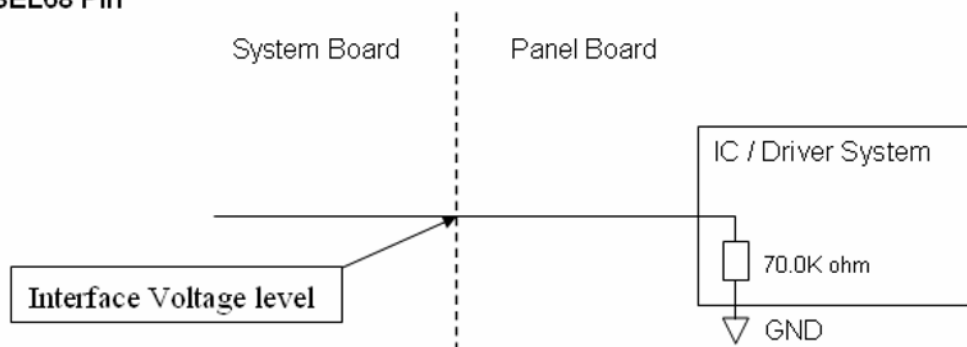 System Board
Panel Board
IC / Driver System
70.0K ohm
Interface Voltage level
GND